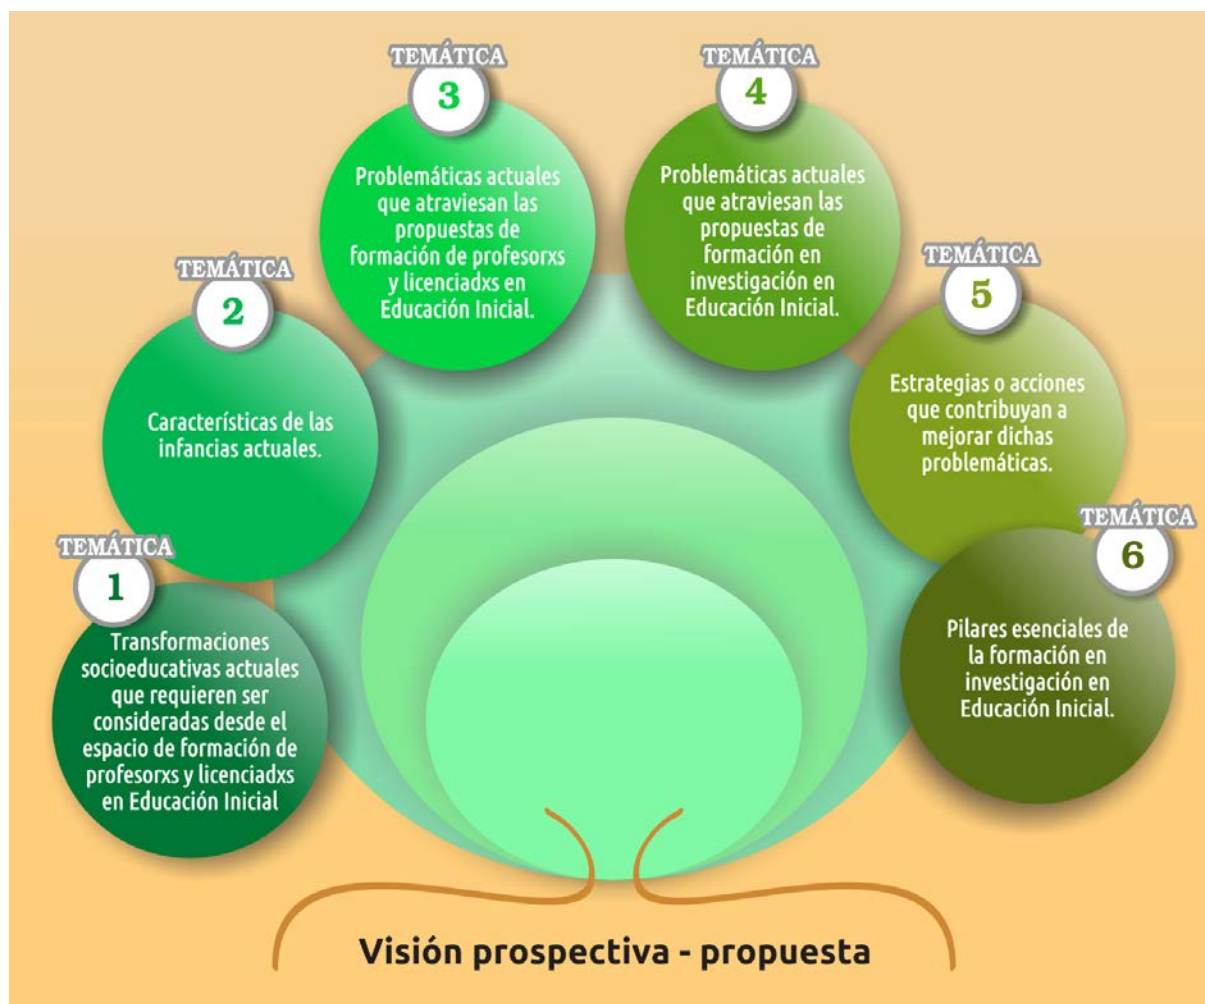 TEMÁTICA
1
Transformaciones
socioeducativas actuales
que requieren ser
consideradas desde el
espacio de formación de
profesorxs y licenciadxs
en Educación Inicial
TEMÁTICA
2
Características de las
infancias actuales.
TEMÁTICA
3
Problemáticas actuales
que atraviesan las
propuestas de
formación de profesorxs
y licenciadxs en
Educación Inicial.
TEMÁTICA
4
Problemáticas actuales
que atraviesan las
propuestas de
formación en
investigación en
Educación Inicial.
TEMÁTICA
5
Estrategias o acciones
que contribuyan a
mejorar dichas
problemáticas.
TEMÁTICA
6
Pilares esenciales de
la formación en
investigación en
Educación Inicial.
Visión prospectiva - propuesta